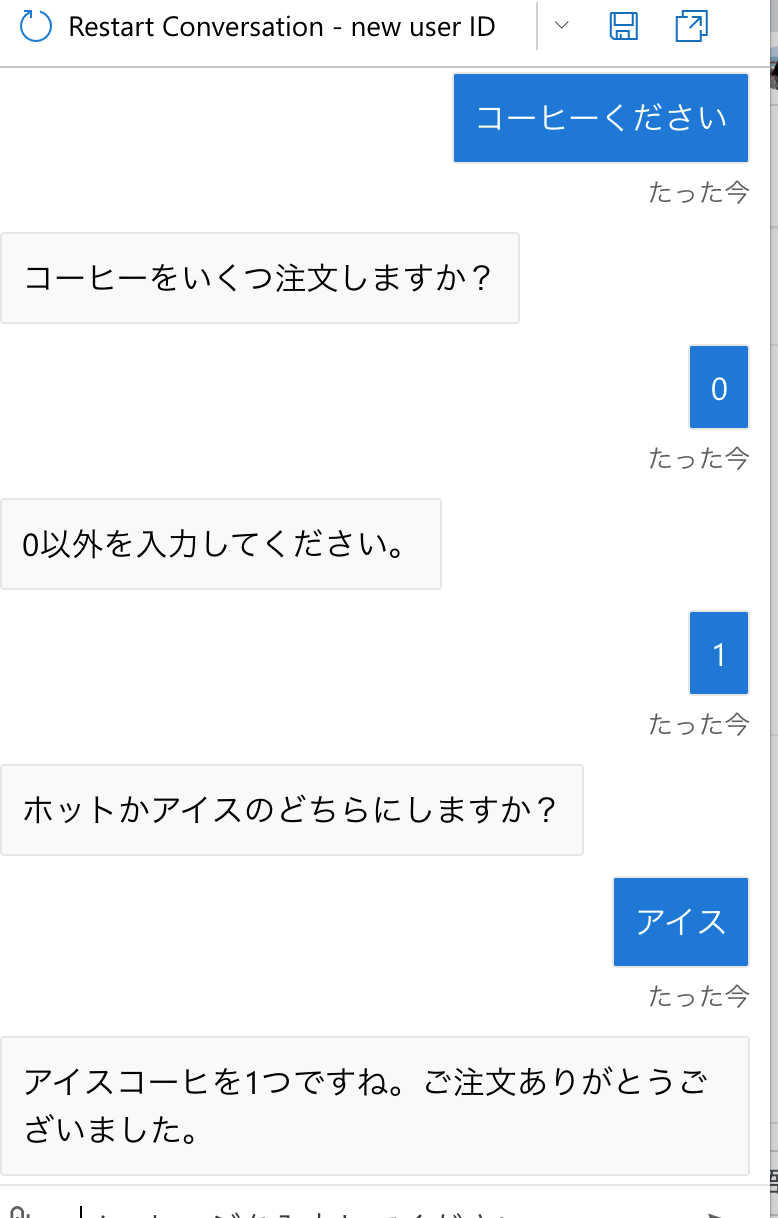 Restart Conversation - new user ID
コーヒーください
たった今
コーヒーをいくつ注文しますか？
0
たった今
0以外を入力してください。
1
たった今
ホットかアイスのどちらにしますか？
アイス
たった今
アイスコーヒを1つですね。ご注文ありがとうご
ざいました。